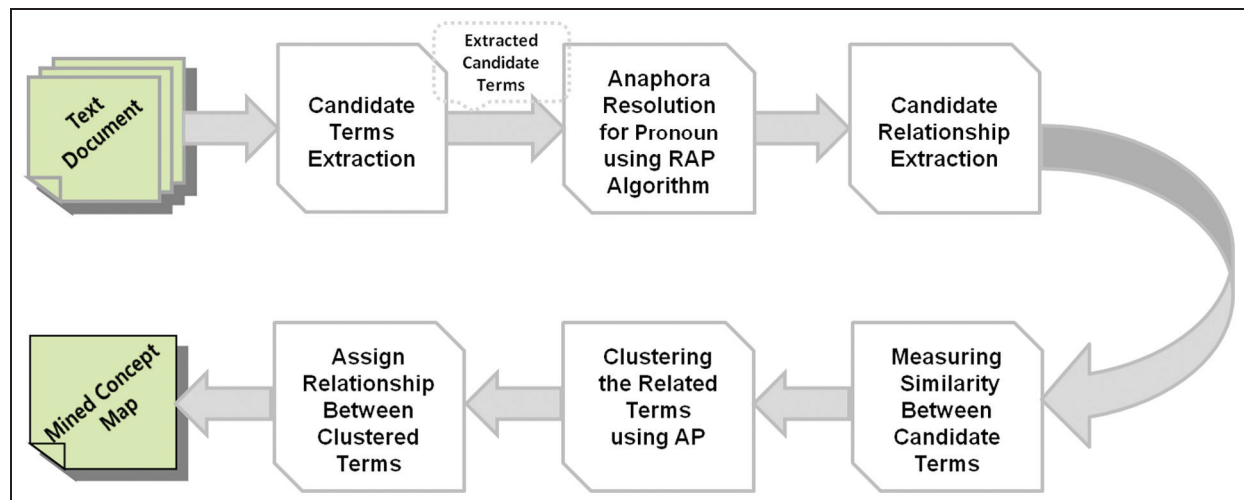 Text
Document
Candidate
Terms
Extraction
Extracted
Candidate
Terms
Anaphora
Resolution
for Pronoun
using RAP
Algorithm
Candidate
Relationship
Extraction
Measuring
Similarity
Between
Candidate
Terms
Clustering
the Related
Terms
using AP
Assign
Relationship
Between
Clustered
Terms
Mined Concept
Map